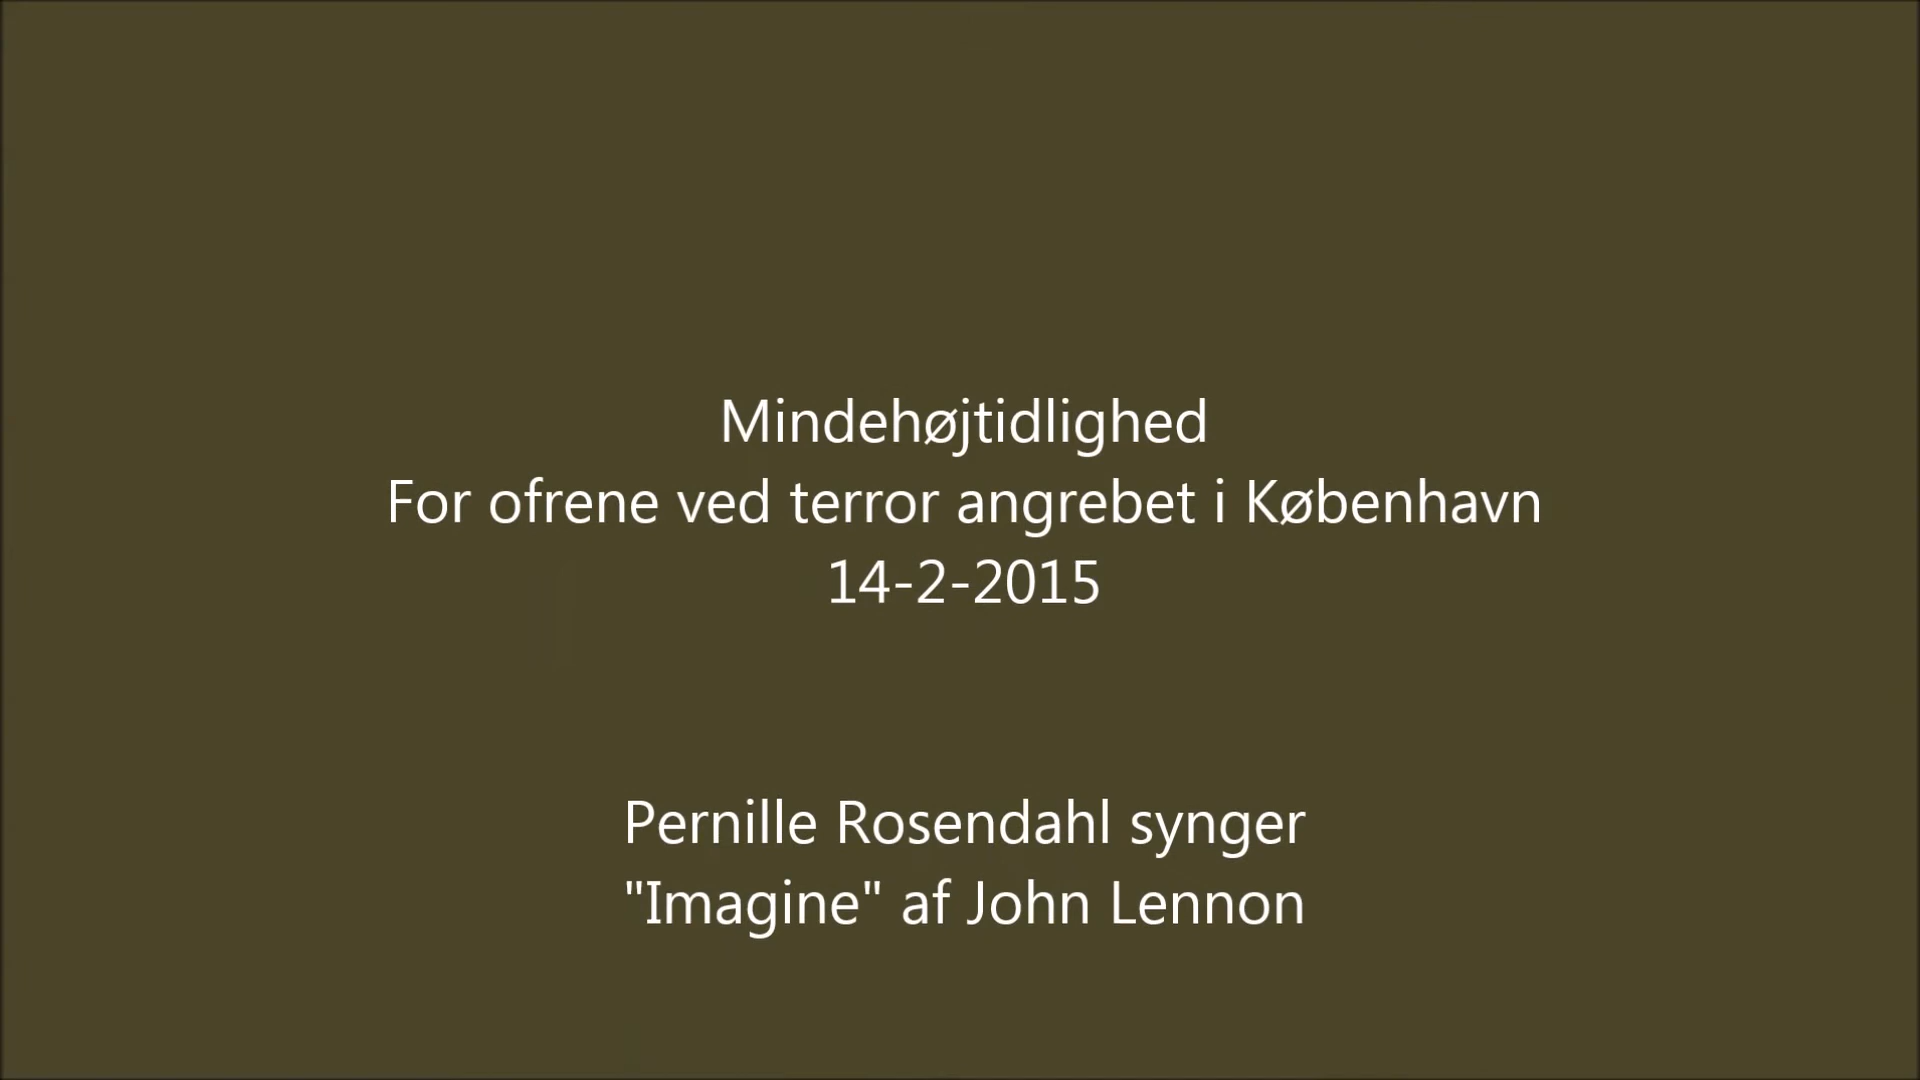 Mindehøjtidlighed
For ofrene ved terror angrebet i København
14-2-2015
Pernille Rosendahl synger
"Imagine" af John Lennon